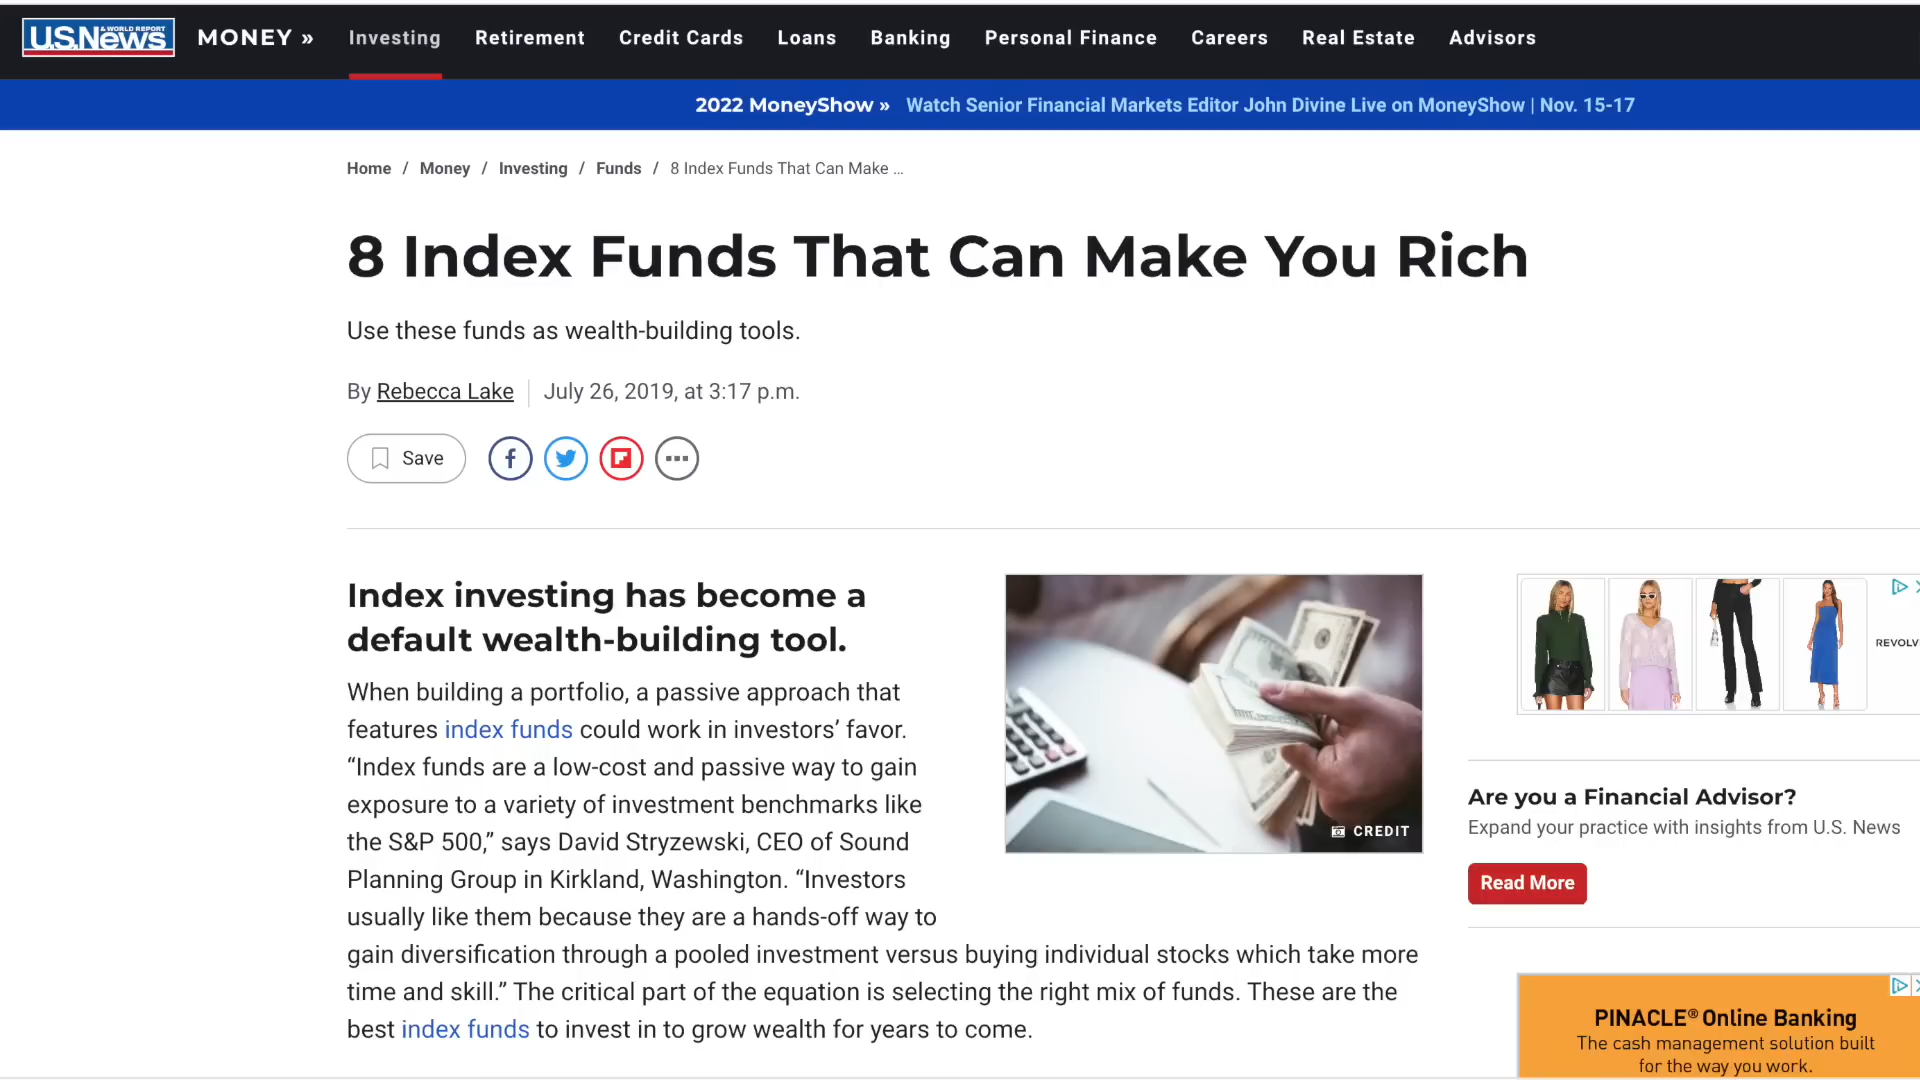 U.S.News
& WORLD REPORT
MONEY »
Investing
Retirement
Credit Cards
Loans
Banking
Personal Finance
Careers
Real Estate
Advisors
2022 MoneyShow » Watch Senior Financial Markets Editor John Divine Live on MoneyShow | Nov. 15-17
Home / Money / Investing / Funds / 8 Index Funds That Can Make ...
8 Index Funds That Can Make You Rich
Use these funds as wealth-building tools.
By Rebecca Lake | July 26, 2019, at 3:17 p.m.
Save
Index investing has become a
default wealth-building tool.
When building a portfolio, a passive approach that
features index funds could work in investors’ favor.
“Index funds are a low-cost and passive way to gain
exposure to a variety of investment benchmarks like
the S&P 500,” says David Stryzewski, CEO of Sound
Planning Group in Kirkland, Washington. “Investors
usually like them because they are a hands-off way to
gain diversification through a pooled investment versus buying individual stocks which take more
time and skill.” The critical part of the equation is selecting the right mix of funds. These are the
best index funds to invest in to grow wealth for years to come.
CREDIT
REVOLV
Are you a Financial Advisor?
Expand your practice with insights from U.S. News
Read More
PINACLE® Online Banking
The cash management solution built
for the way you work.